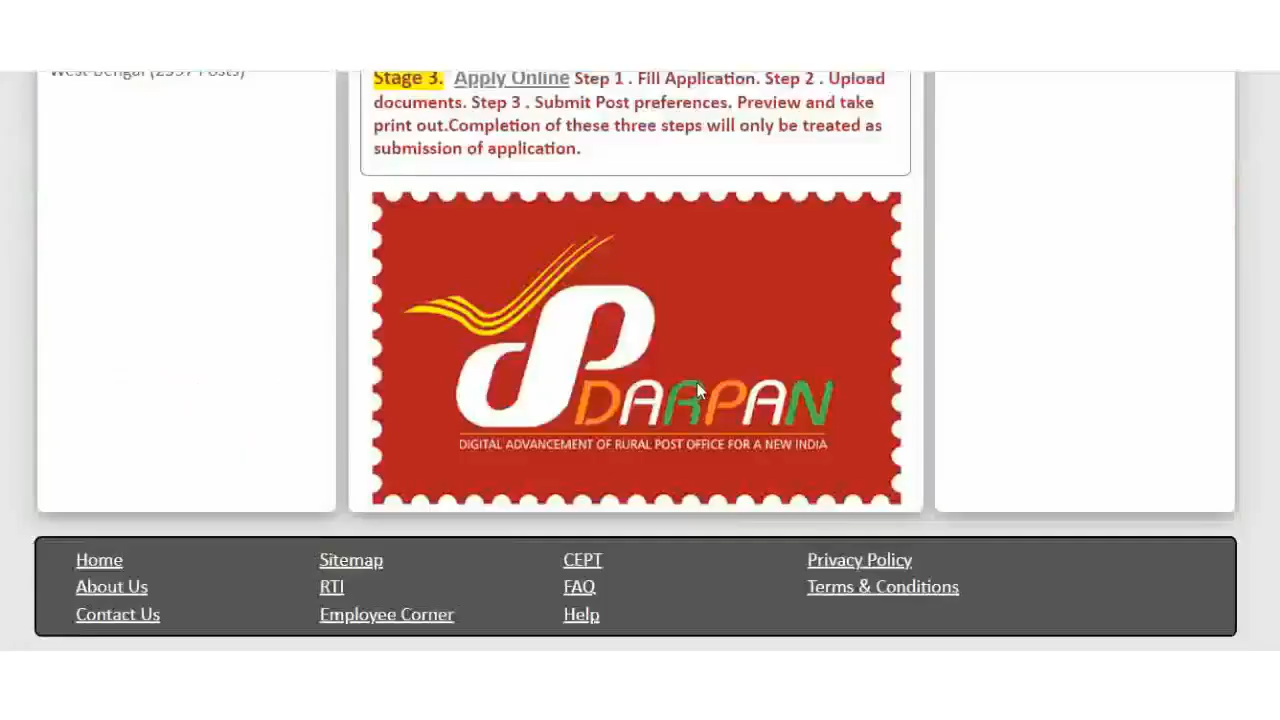 Stage 3. Apply Online Step 1 . Fill Application. Step 2 . Upload
documents. Step 3 . Submit Post preferences. Preview and take
print out.Completion of these three steps will only be treated as
submission of application.
DARPAN
DIGITAL ADVANCEMENT OF RURAL POST OFFICE FOR A NEW INDIA
Home Sitemap CEPT Privacy Policy
About Us RTI FAQ Terms & Conditions
Contact Us Employee Corner Help